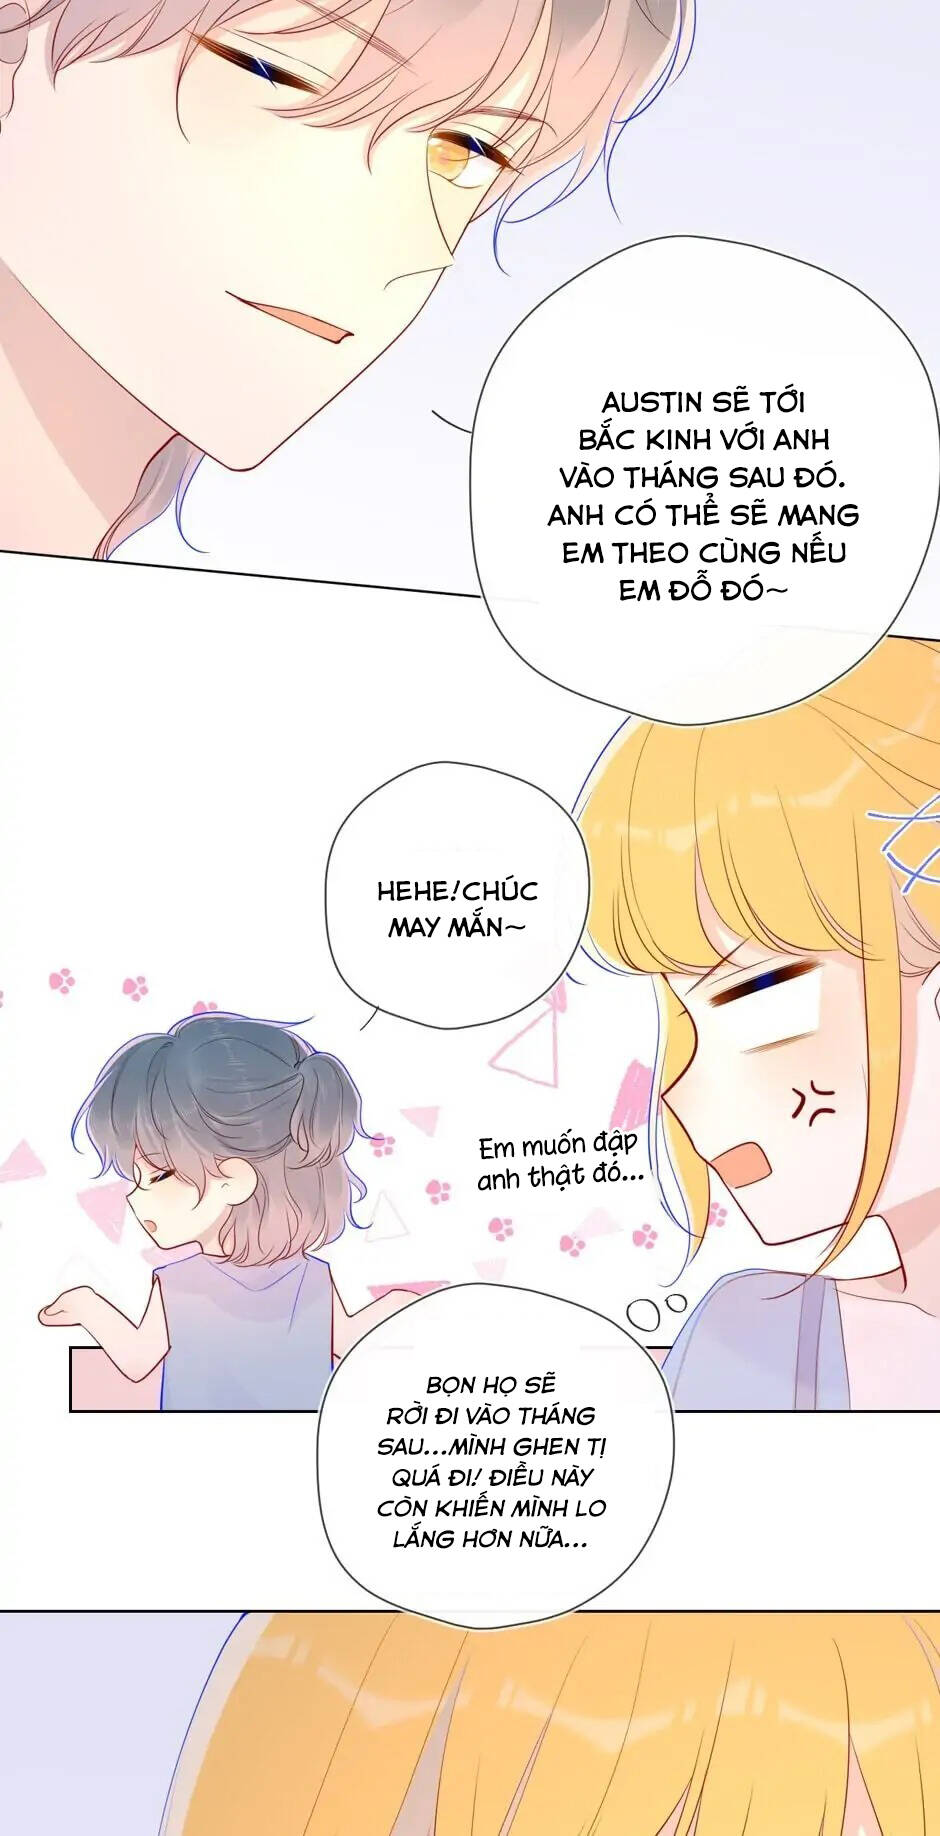 AUSTIN SẼ TỚI
BẮC KINH VỚI ANH
VÀO THÁNG SAU ĐÓ.
ANH CÓ THỂ SẼ MANG
EM THEO CÙNG NẾU
EM ĐỖ ĐÓ~
HEHE!CHÚC
MAY MẮN~
Em muốn đập
anh thật đó...
BỌN HỌ SẼ
RỜI ĐI VÀO THÁNG
SAU...MÌNH GHEN TỊ
QUÁ ĐI! ĐIỀU NÀY
CÒN KHIẾN MÌNH LO
LẮNG HƠN NỮA...